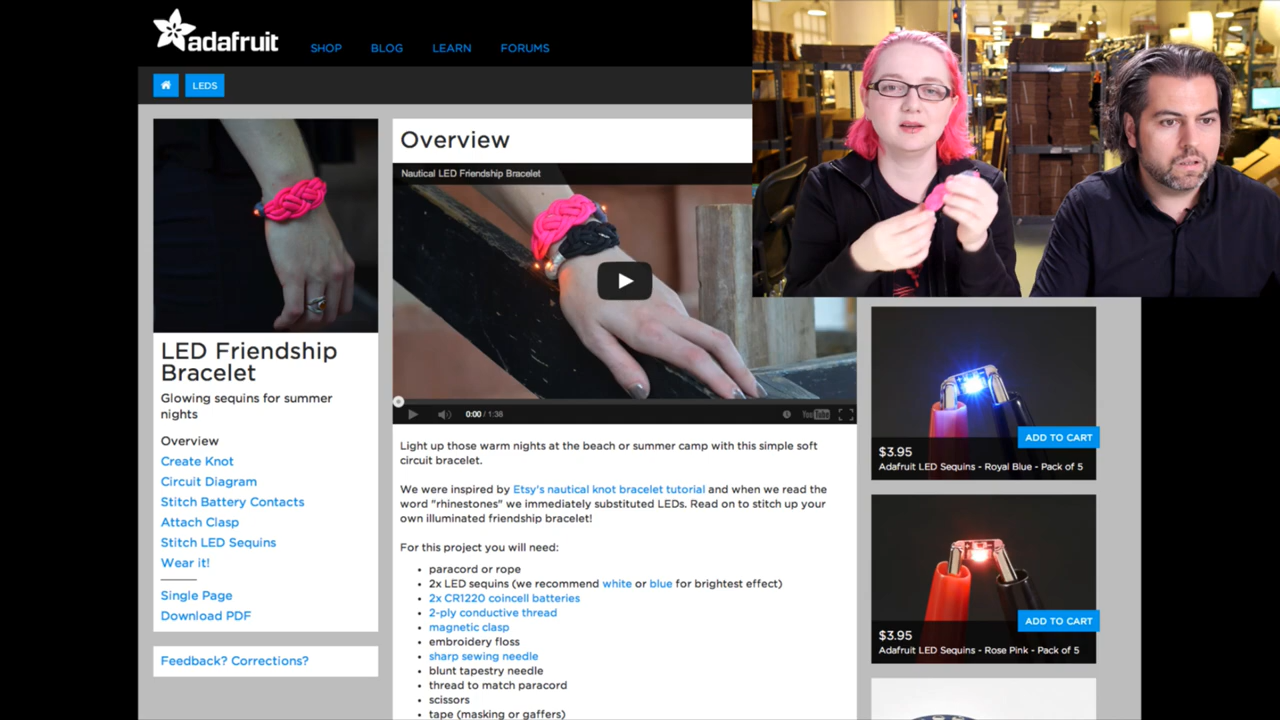 adafruit
SHOP
BLOG
LEARN
FORUMS
LEDS
LED Friendship
Bracelet
Glowing sequins for summer
nights
Overview
Create Knot
Circuit Diagram
Stitch Battery Contacts
Attach Clasp
Stitch LED Sequins
Wear it!
Single Page
Download PDF
Feedback? Corrections?
Overview
Nautical LED Friendship Bracelet
0:00 / 1:38
YouTube
Light up those warm nights at the beach or summer camp with this simple soft
circuit bracelet.
We were inspired by Etsy's nautical knot bracelet tutorial and when we read the
word "rhinestones" we immediately substituted LEDs. Read on to stitch up your
own illuminated friendship bracelet!
For this project you will need:
• paracord or rope
• 2x LED sequins (we recommend white or blue for brightest effect)
• 2x CR1220 coincell batteries
• 2-ply conductive thread
• magnetic clasp
• embroidery floss
• sharp sewing needle
• blunt tapestry needle
• thread to match paracord
• scissors
• tape (masking or gaffers)
ADD TO CART
$3.95
Adafruit LED Sequins - Royal Blue - Pack of 5
ADD TO CART
$3.95
Adafruit LED Sequins - Rose Pink - Pack of 5